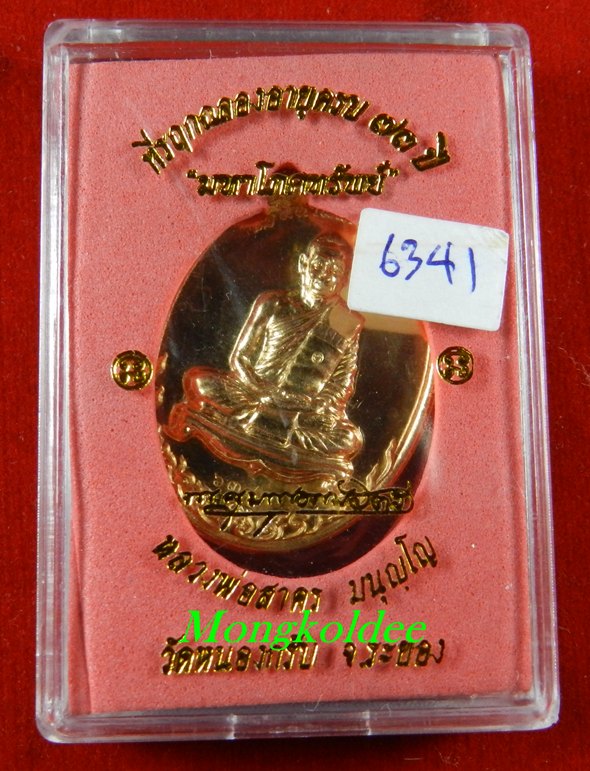 ที่รฤกฉลองอายุครบ ๗๓ ปี
"มหาโภคทรัพย์"
6341
หลวงพ่อสาคร มนุญฺโญ
Mongkoldee
วัดหนองกรับ จ.ระยอง